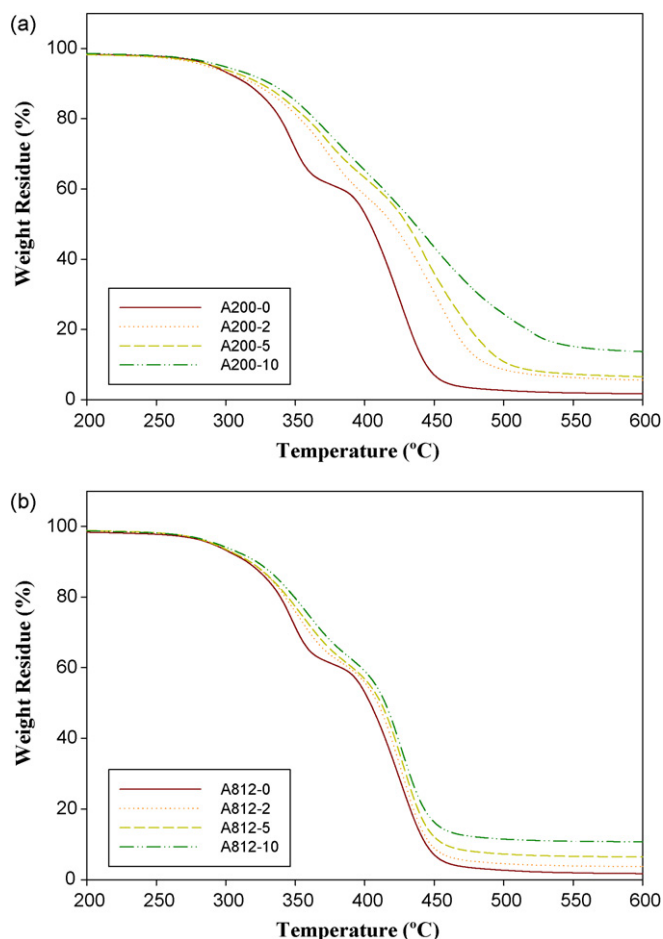 (a)
100
80
60
40
20
0
Weight Residue (%)
A200-0
A200-2
A200-5
A200-10
200 250 300 350 400 450 500 550 600
Temperature (ºC)
(b)
100
80
60
40
20
0
Weight Residue (%)
A812-0
A812-2
A812-5
A812-10
200 250 300 350 400 450 500 550 600
Temperature (ºC)